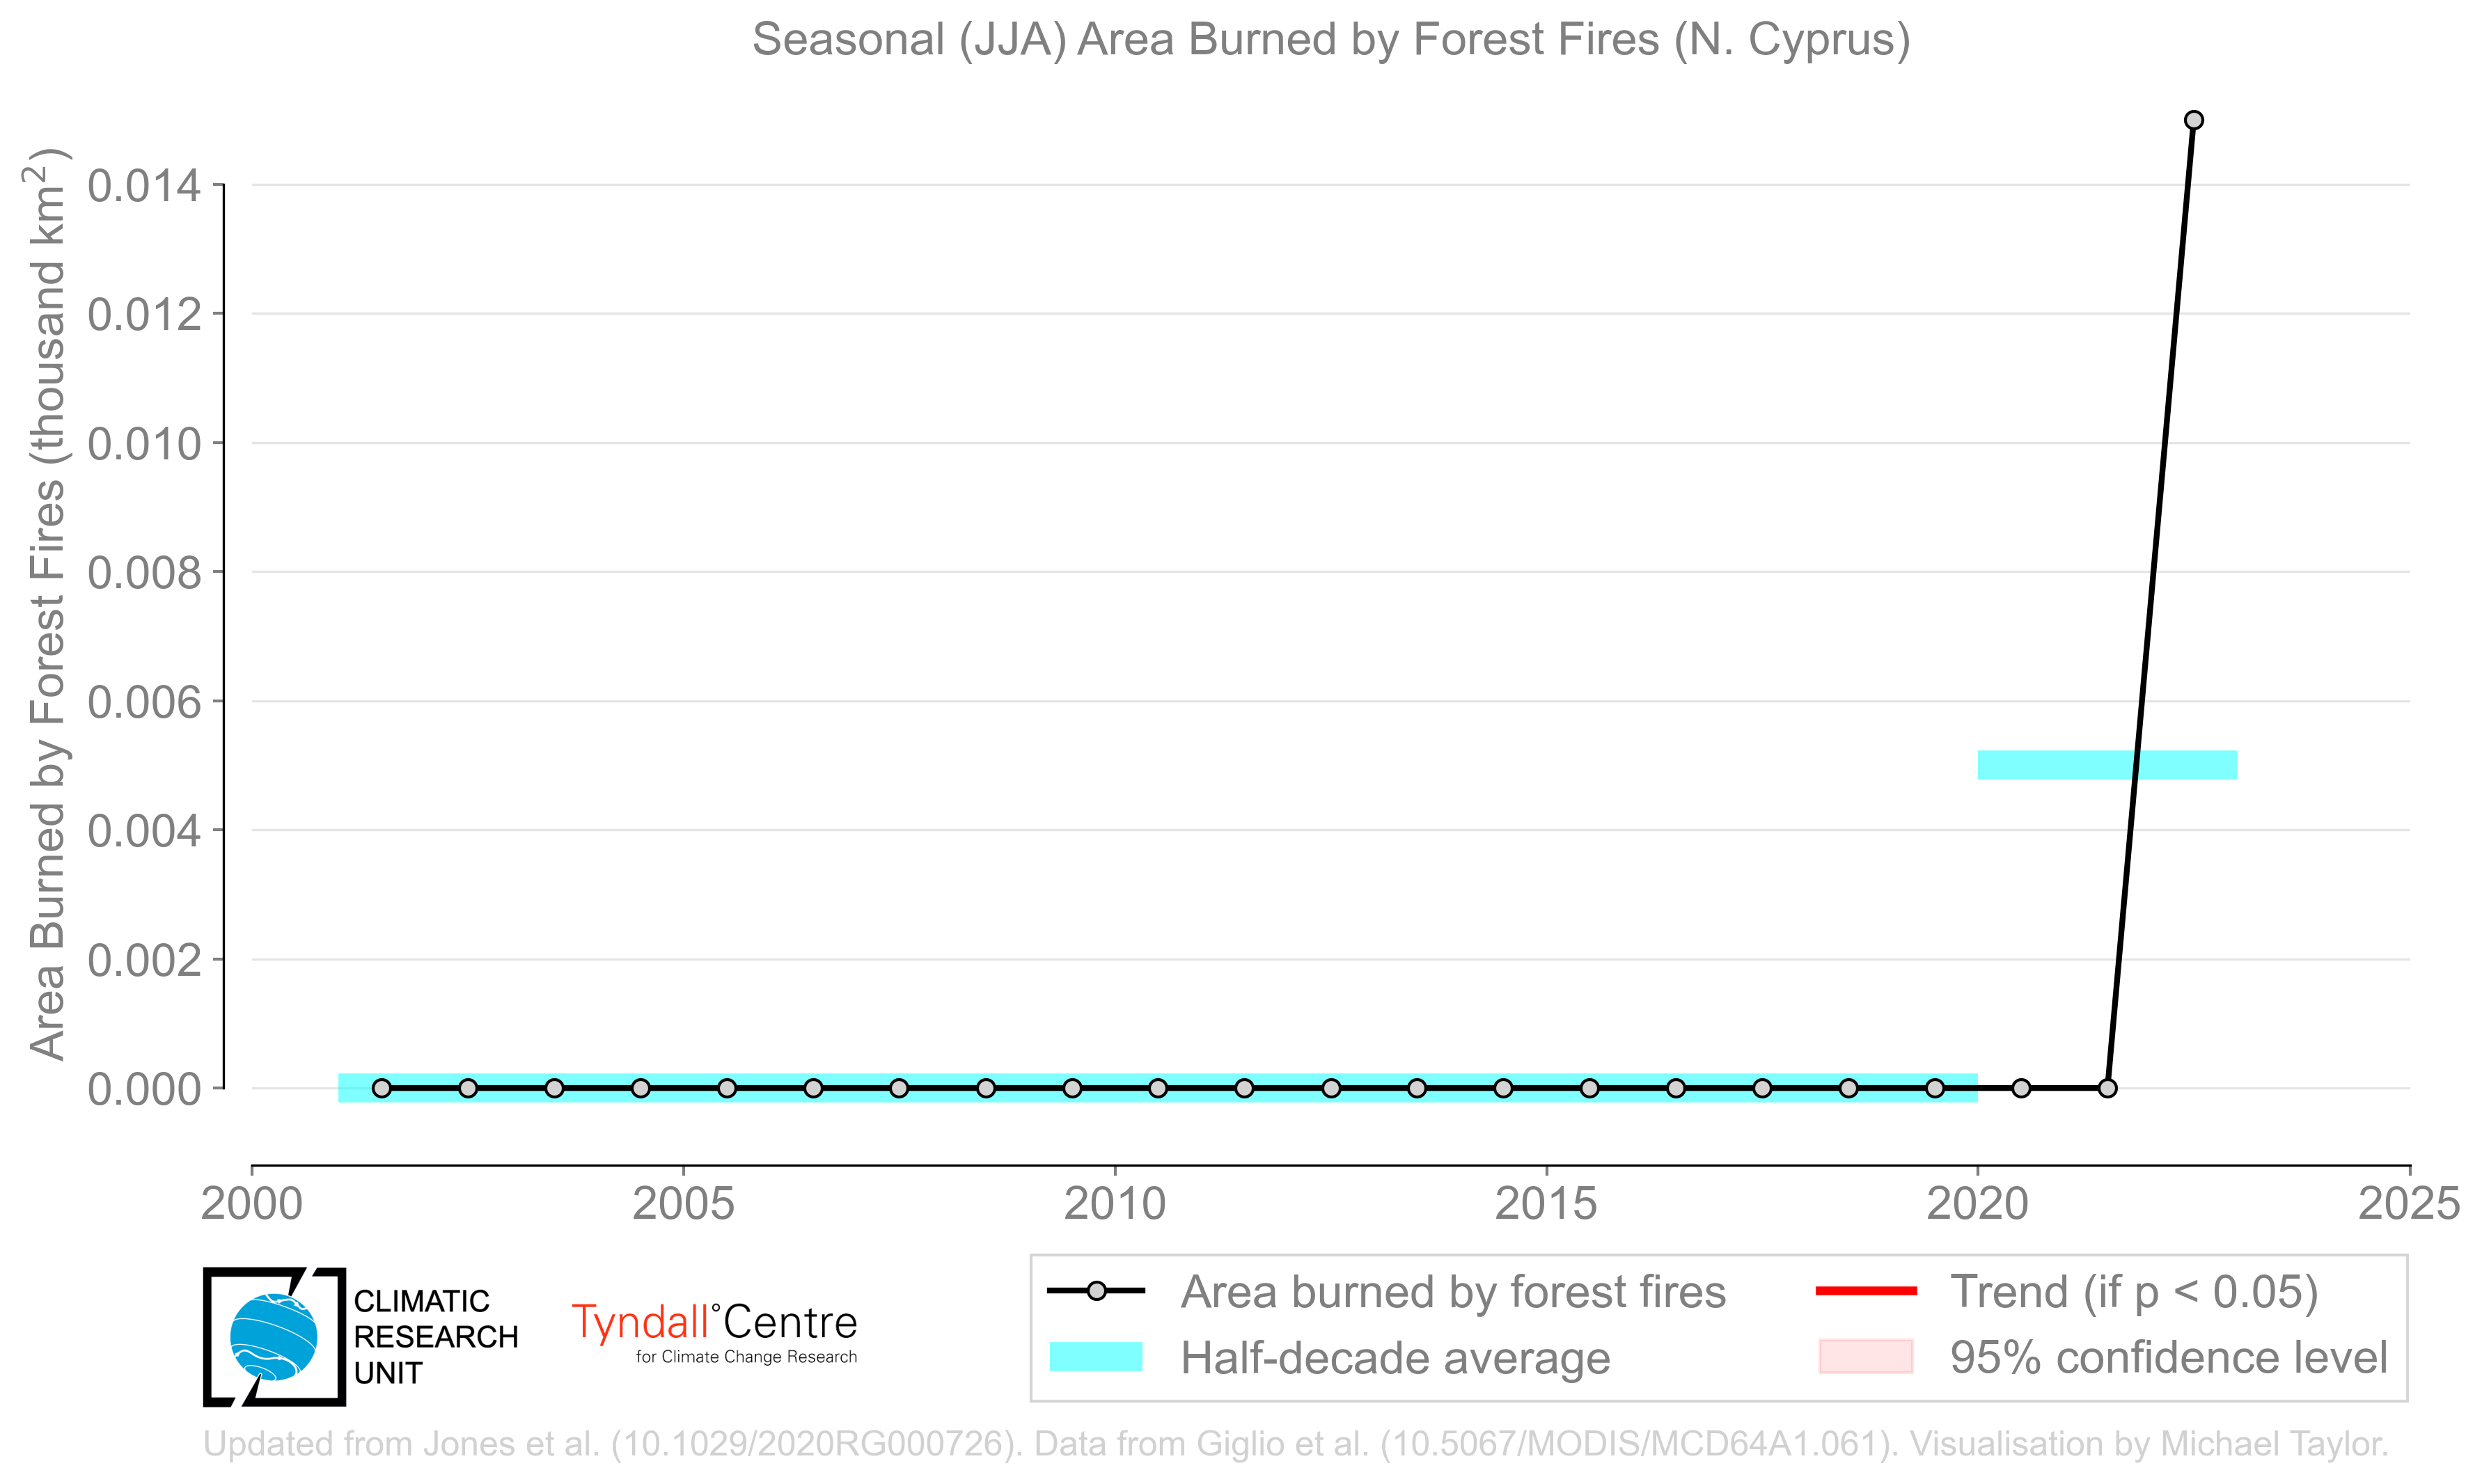 Seasonal (JJA) Area Burned by Forest Fires (N. Cyprus)
Area Burned by Forest Fires (thousand km²)
0.014
0.012
0.010
0.008
0.006
0.004
0.002
0.000
2000 2005 2010 2015 2020 2025
CLIMATIC
RESEARCH
UNIT
Tyndall°Centre
for Climate Change Research
Area burned by forest fires
Half-decade average
Trend (if p < 0.05)
95% confidence level
Updated from Jones et al. (10.1029/2020RG000726). Data from Giglio et al. (10.5067/MODIS/MCD64A1.061). Visualisation by Michael Taylor.